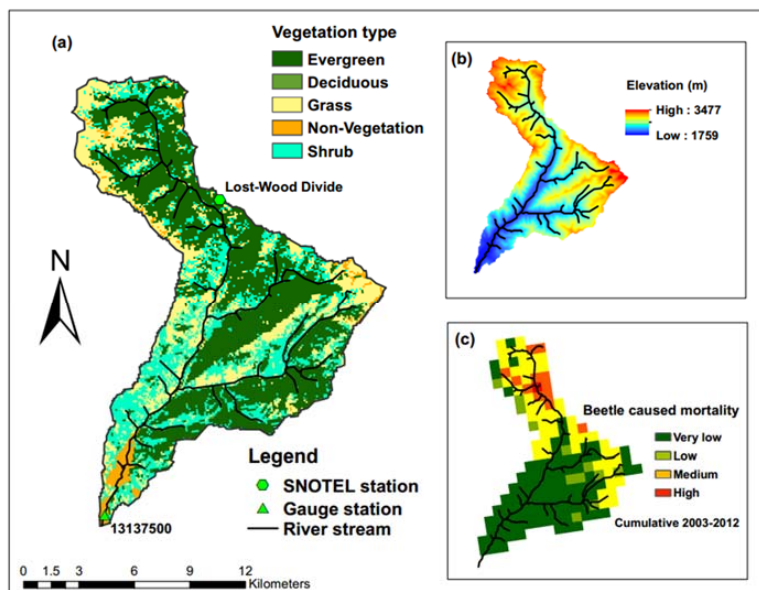 (a)
Vegetation type
Evergreen
Deciduous
Grass
Non-Vegetation
Shrub
Lost-Wood Divide
N
Legend
SNOTEL station
Gauge station
River stream
13137500
0 1.5 3 6 9 12
Kilometers
(b)
Elevation (m)
High : 3477
Low : 1759
(c)
Beetle caused mortality
Very low
Low
Medium
High
Cumulative 2003-2012